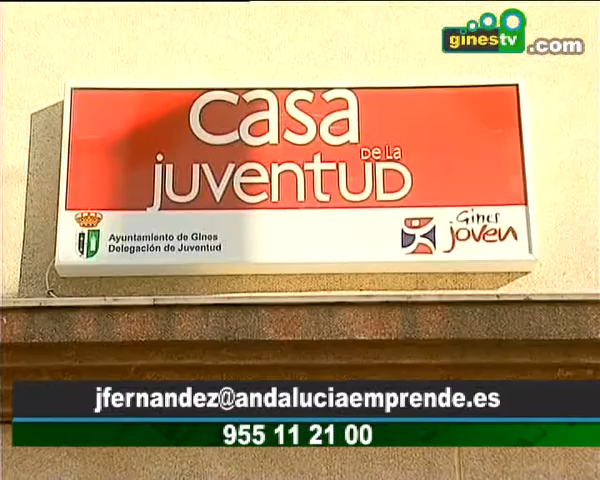 ginestv.com
casa
DE La
juventuD
Ayuntamiento de Gines
Delegación de Juventud
Gines
joven
jfernandez@andaluciaemprende.es
955 11 21 00